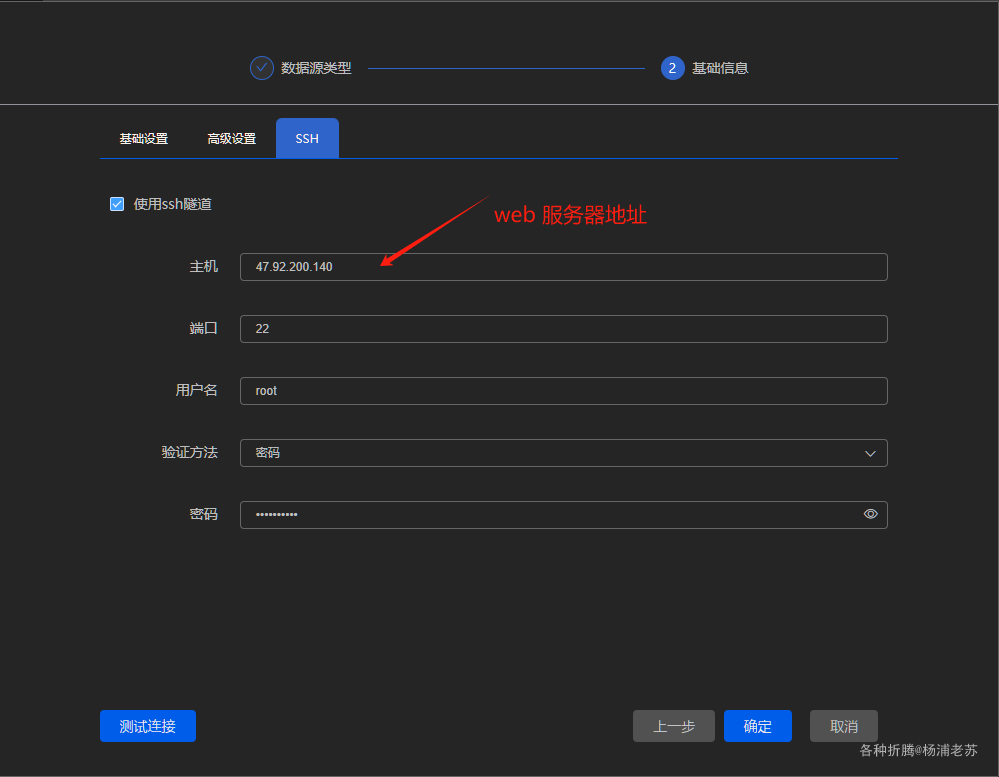 数据源类型
2 基础信息
基础设置 高级设置 SSH
使用ssh隧道
web 服务器地址
主机 47.92.200.140
端口 22
用户名 root
验证方法 密码
密码 ••••••••••
测试连接 上一步 确定 取消
各种折腾@杨浦老苏